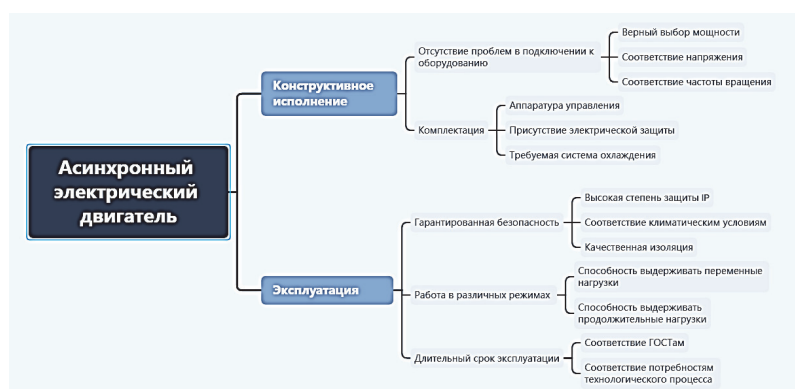 Асинхронный
электрический
двигатель
Конструктивное
исполнение
Отсутствие проблем в подключении к
оборудованию
Верный выбор мощности
Соответствие напряжения
Соответствие частоты вращения
Комплектация
Аппаратура управления
Присутствие электрической защиты
Требуемая система охлаждения
Эксплуатация
Гарантированная безопасность
Высокая степень защиты IP
Соответствие климатическим условиям
Качественная изоляция
Работа в различных режимах
Способность выдерживать переменные
нагрузки
Способность выдерживать
продолжительные нагрузки
Длительный срок эксплуатации
Соответствие ГОСТам
Соответствие потребностям
технологического процесса